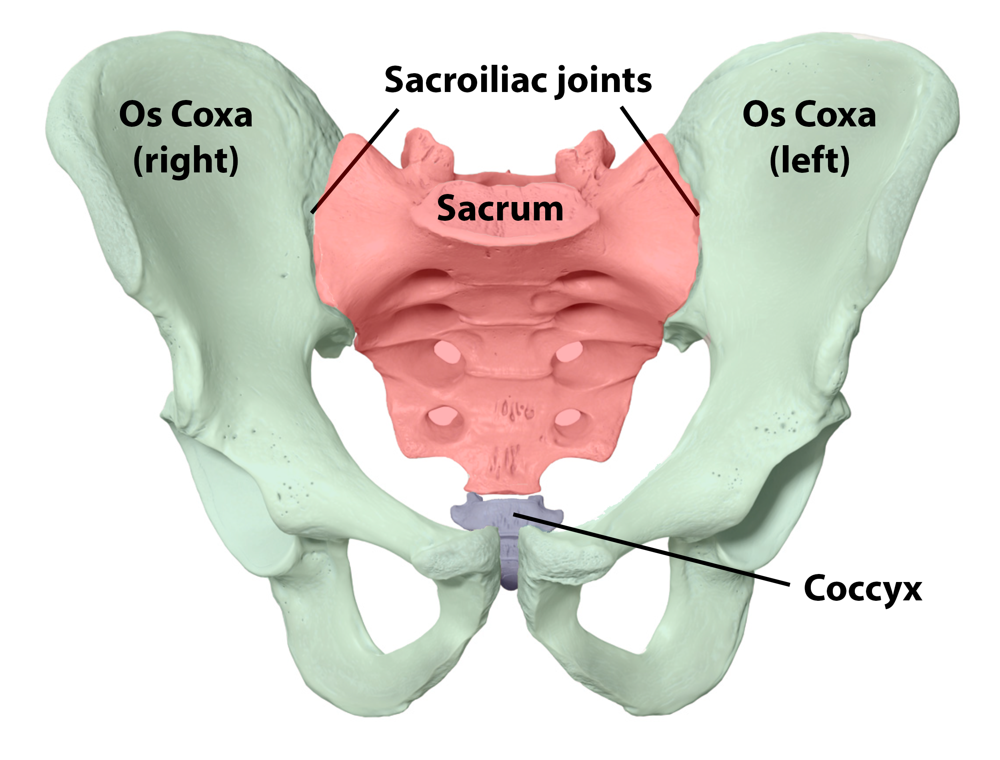 Sacroiliac joints
Os Coxa
(right)
Os Coxa
(left)
Sacrum
Coccyx